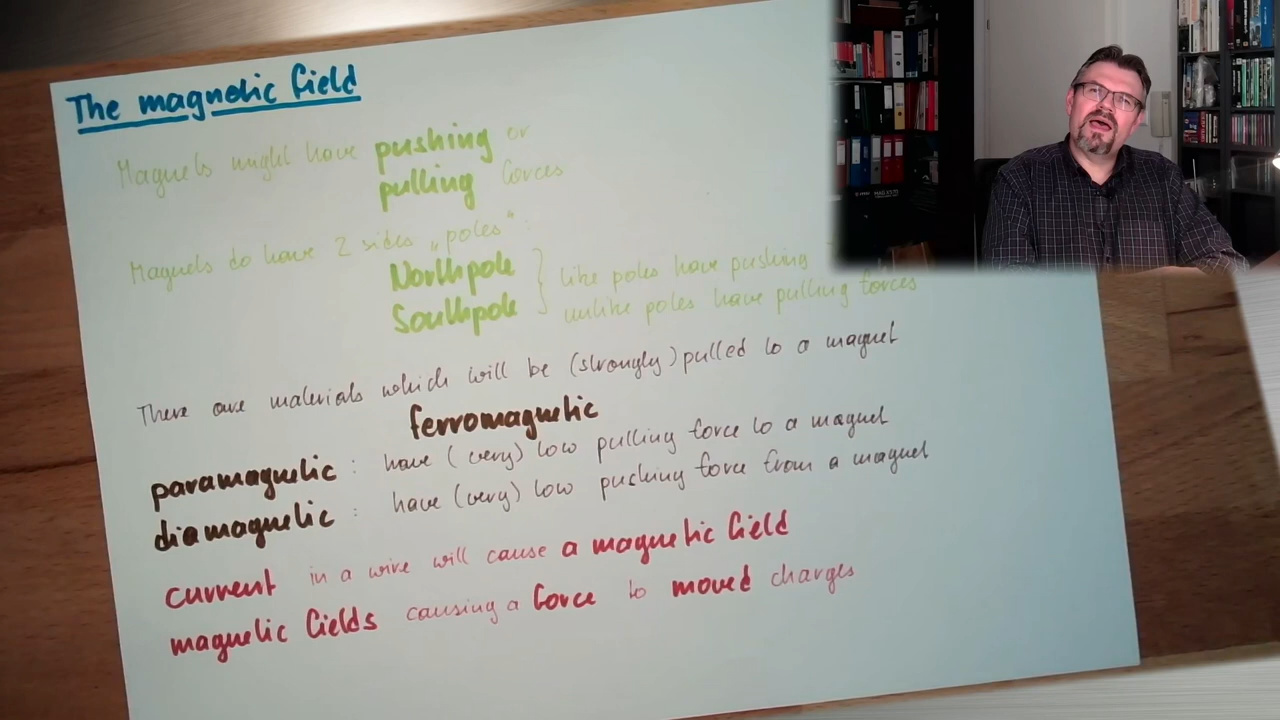 The magnetic field
Magnets might have pushing or
pulling forces
Magnets do have 2 sides „poles“:
Northpole
Southpole
like poles have pushing
unlike poles have pulling forces
There are materials which will be (strongly) pulled to a magnet
ferromagnetic
paramagnetic: have (very) low pulling force to a magnet
diamagnetic: have (very) low pushing force from a magnet
current in a wire will cause a magnetic field
magnetic fields causing a force to moved charges